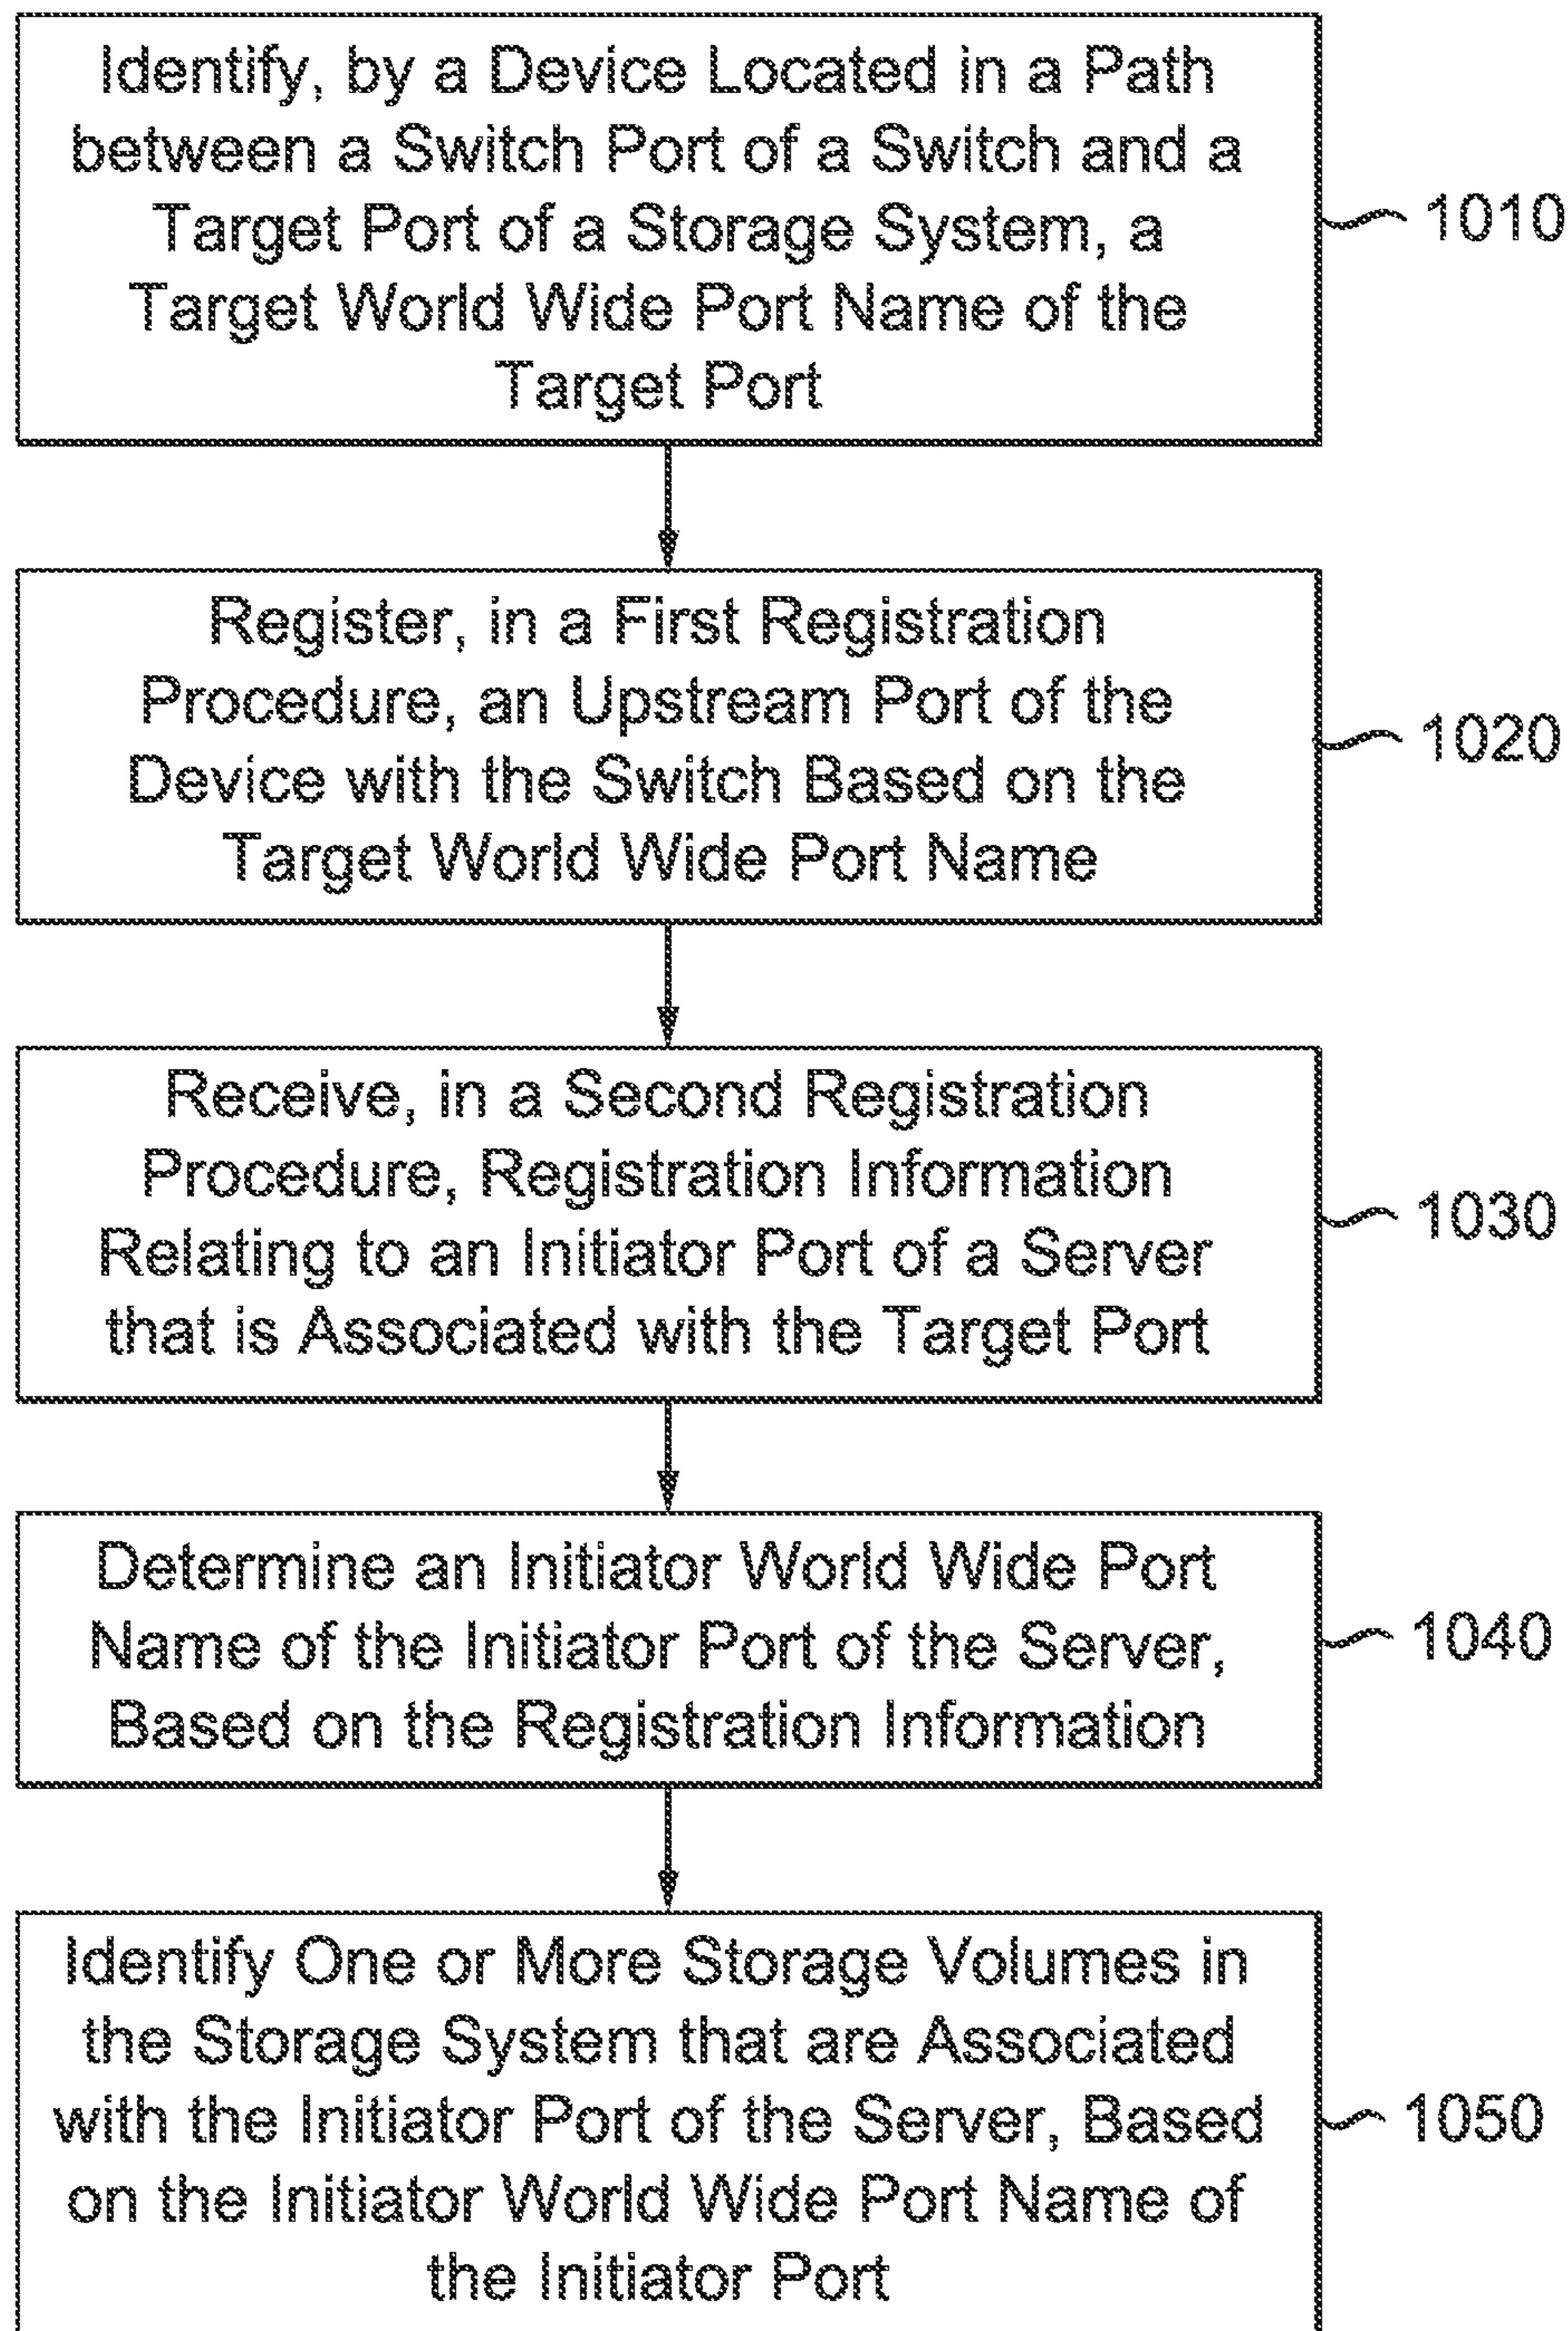 Identify, by a Device Located in a Path
between a Switch Port of a Switch and a
Target Port of a Storage System, a
Target World Wide Port Name of the
Target Port
1010
Register, in a First Registration
Procedure, an Upstream Port of the
Device with the Switch Based on the
Target World Wide Port Name
1020
Receive, in a Second Registration
Procedure, Registration Information
Relating to an Initiator Port of a Server
that is Associated with the Target Port
1030
Determine an Initiator World Wide Port
Name of the Initiator Port of the Server,
Based on the Registration Information
1040
Identify One or More Storage Volumes in
the Storage System that are Associated
with the Initiator Port of the Server, Based
on the Initiator World Wide Port Name of
the Initiator Port
1050